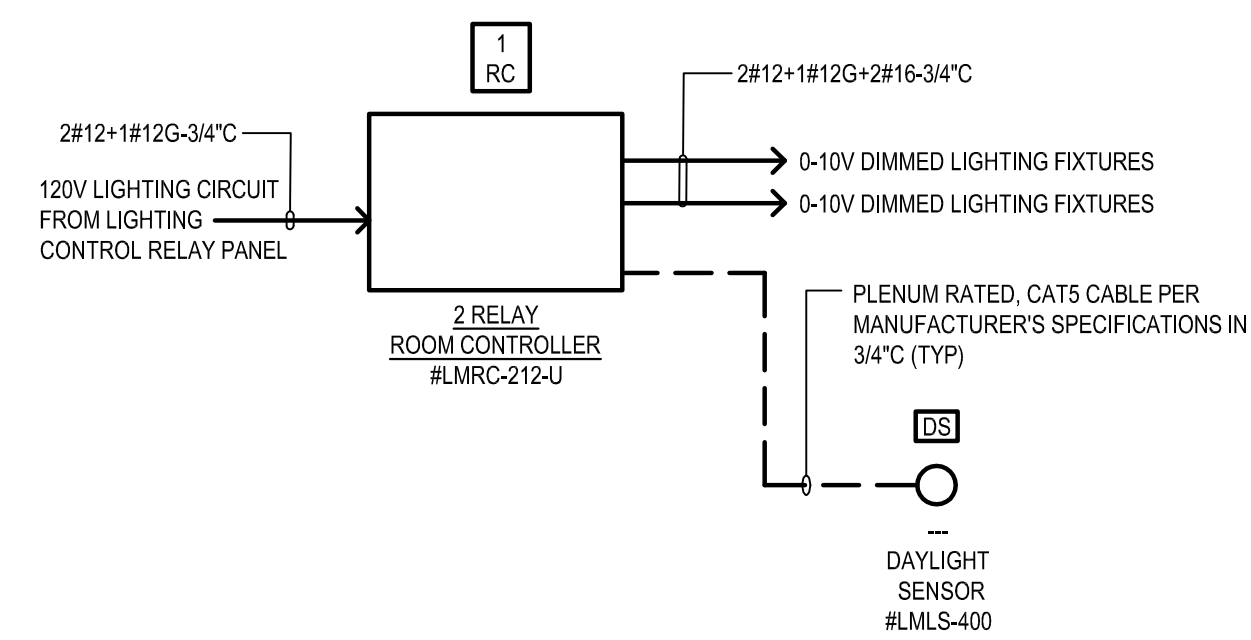 1
RC
2#12+1#12G+2#16-3/4"C
2#12+1#12G-3/4"C
120V LIGHTING CIRCUIT
FROM LIGHTING
CONTROL RELAY PANEL
0-10V DIMMED LIGHTING FIXTURES
0-10V DIMMED LIGHTING FIXTURES
2 RELAY
ROOM CONTROLLER
#LMRC-212-U
PLENUM RATED, CAT5 CABLE PER
MANUFACTURER'S SPECIFICATIONS IN
3/4"C (TYP)
DS
---
DAYLIGHT
SENSOR
#LMLS-400